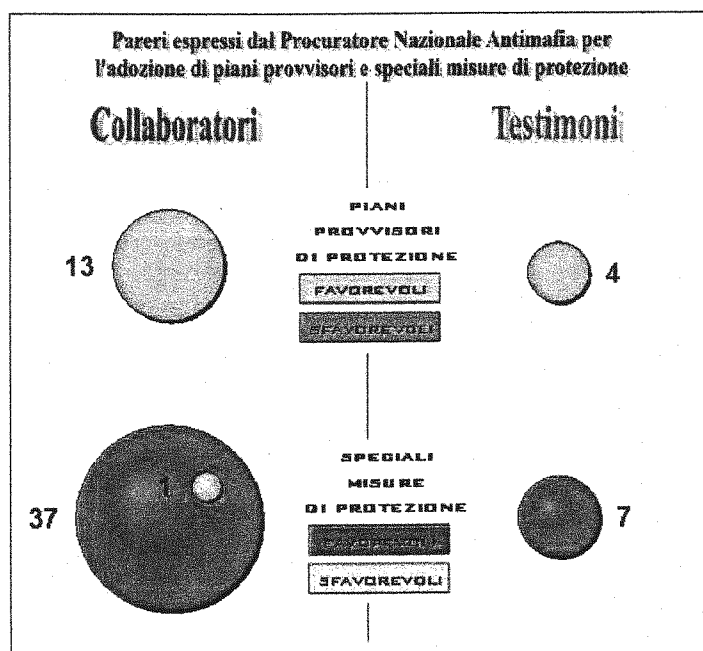 Pareri espressi dal Procuratore Nazionale Antimafia per
l'adozione di piani provvisori e speciali misure di protezione
Collaboratori
Testimoni
PIANI
PROVVISORI
DI PROTEZIONE
13
4
FAVOREVOLI
SFAVOREVOLI
SPECIALI
MISURE
DI PROTEZIONE
1
37
7
FAVOREVOLI
SFAVOREVOLI